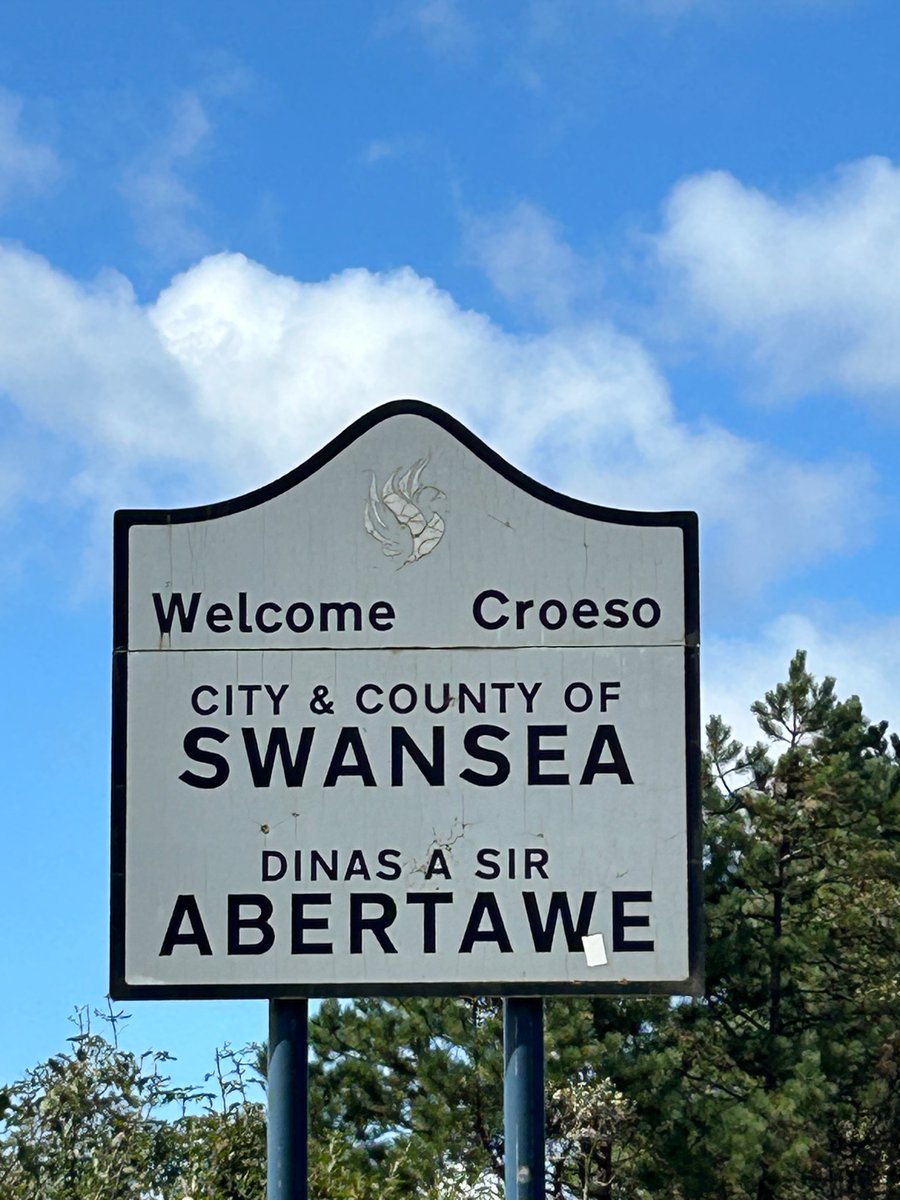 Welcome Croeso
CITY & COUNTY OF
SWANSEA
DINAS A SIR
ABERTAWE